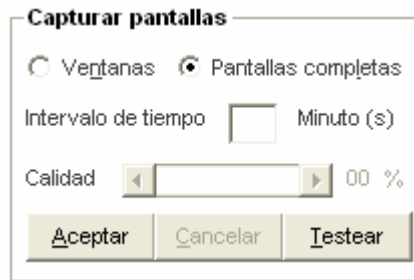 Capturar pantallas
Ventanas Pantallas completas
Intervalo de tiempo Minuto (s)
Calidad 00 %
Aceptar Cancelar Testear